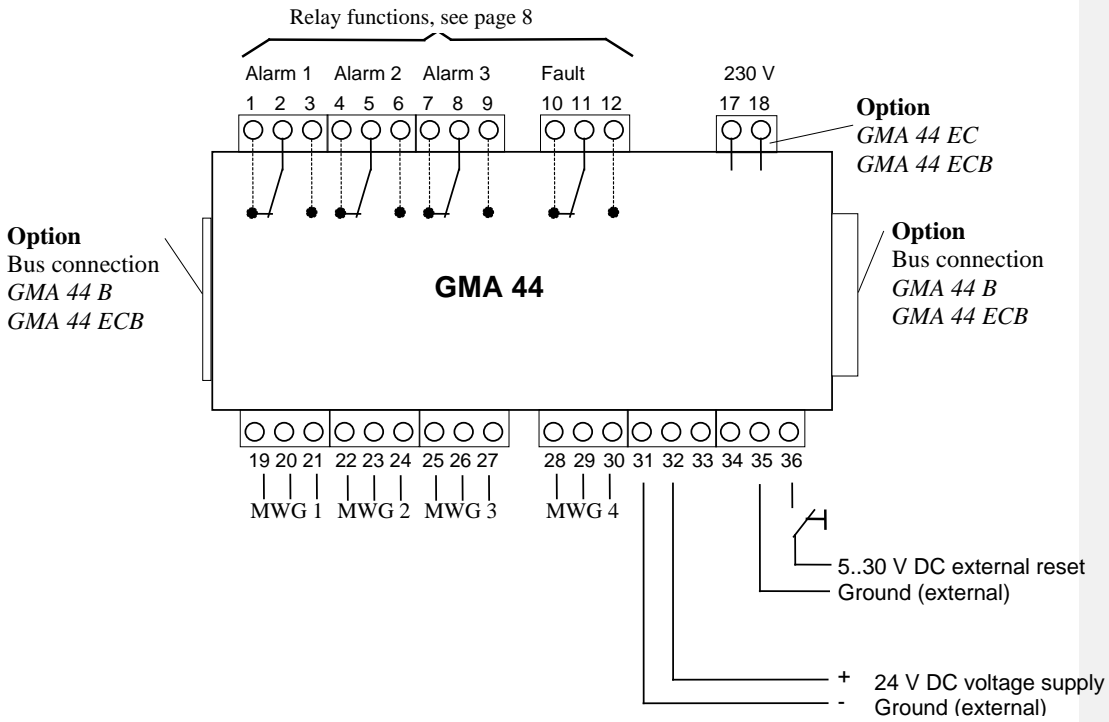 Relay functions, see page 8
Alarm 1 Alarm 2 Alarm 3 Fault 230 V
1 2 3 4 5 6 7 8 9 10 11 12 17 18
Option
GMA 44 EC
GMA 44 ECB
Option
Bus connection
GMA 44 B
GMA 44 ECB
GMA 44
Option
Bus connection
GMA 44 B
GMA 44 ECB
19 20 21 22 23 24 25 26 27 28 29 30 31 32 33 34 35 36
MWG 1 MWG 2 MWG 3 MWG 4
5..30 V DC external reset
Ground (external)
+ 24 V DC voltage supply
- Ground (external)